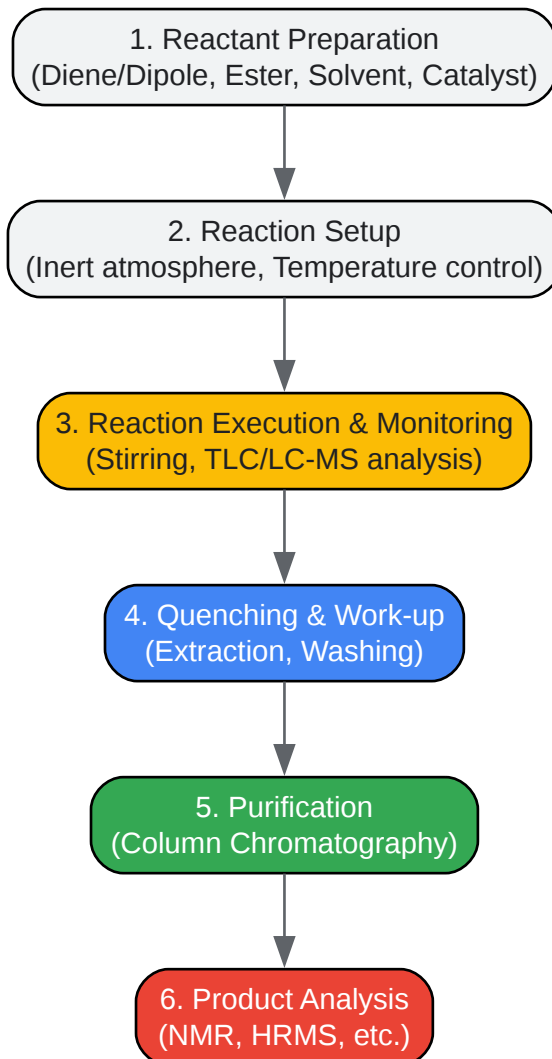 1. Reactant Preparation
(Diene/Dipole, Ester, Solvent, Catalyst)
2. Reaction Setup
(Inert atmosphere, Temperature control)
3. Reaction Execution & Monitoring
(Stirring, TLC/LC-MS analysis)
4. Quenching & Work-up
(Extraction, Washing)
5. Purification
(Column Chromatography)
6. Product Analysis
(NMR, HRMS, etc.)